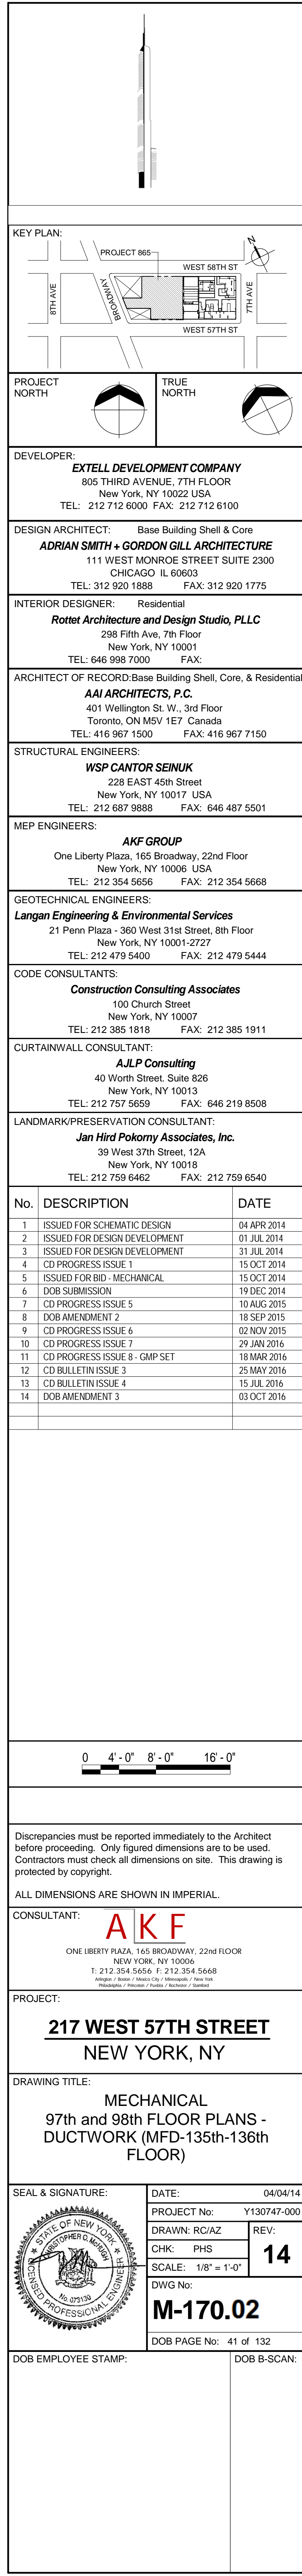 KEY PLAN:
N
PROJECT 865
WEST 58TH ST
8TH AVE
BROADWAY
7TH AVE
WEST 57TH ST
PROJECT NORTH
TRUE NORTH
DEVELOPER:
EXTELL DEVELOPMENT COMPANY
805 THIRD AVENUE, 7TH FLOOR
New York, NY 10022 USA
TEL: 212 712 6000 FAX: 212 712 6100
DESIGN ARCHITECT: Base Building Shell & Core
ADRIAN SMITH + GORDON GILL ARCHITECTURE
111 WEST MONROE STREET SUITE 2300
CHICAGO IL 60603
TEL: 312 920 1888 FAX: 312 920 1775
INTERIOR DESIGNER: Residential
Rottet Architecture and Design Studio, PLLC
298 Fifth Ave, 7th Floor
New York, NY 10001
TEL: 646 998 7000 FAX:
ARCHITECT OF RECORD:Base Building Shell, Core, & Residential
AAI ARCHITECTS, P.C.
401 Wellington St. W., 3rd Floor
Toronto, ON M5V 1E7 Canada
TEL: 416 967 1500 FAX: 416 967 7150
STRUCTURAL ENGINEERS:
WSP CANTOR SEINUK
228 EAST 45th Street
New York, NY 10017 USA
TEL: 212 687 9888 FAX: 646 487 5501
MEP ENGINEERS:
AKF GROUP
One Liberty Plaza, 165 Broadway, 22nd Floor
New York, NY 10006 USA
TEL: 212 354 5656 FAX: 212 354 5668
GEOTECHNICAL ENGINEERS:
Langan Engineering & Environmental Services
21 Penn Plaza - 360 West 31st Street, 8th Floor
New York, NY 10001-2727
TEL: 212 479 5400 FAX: 212 479 5444
CODE CONSULTANTS:
Construction Consulting Associates
100 Church Street
New York, NY 10007
TEL: 212 385 1818 FAX: 212 385 1911
CURTAINWALL CONSULTANT:
AJLP Consulting
40 Worth Street. Suite 826
New York, NY 10013
TEL: 212 757 5659 FAX: 646 219 8508
LANDMARK/PRESERVATION CONSULTANT:
Jan Hird Pokorny Associates, Inc.
39 West 37th Street, 12A
New York, NY 10018
TEL: 212 759 6462 FAX: 212 759 6540
No. DESCRIPTION DATE
1 ISSUED FOR SCHEMATIC DESIGN 04 APR 2014
2 ISSUED FOR DESIGN DEVELOPMENT 01 JUL 2014
3 ISSUED FOR DESIGN DEVELOPMENT 31 JUL 2014
4 CD PROGRESS ISSUE 1 15 OCT 2014
5 ISSUED FOR BID - MECHANICAL 15 OCT 2014
6 DOB SUBMISSION 19 DEC 2014
7 CD PROGRESS ISSUE 5 10 AUG 2015
8 DOB AMENDMENT 2 18 SEP 2015
9 CD PROGRESS ISSUE 6 02 NOV 2015
10 CD PROGRESS ISSUE 7 29 JAN 2016
11 CD PROGRESS ISSUE 8 - GMP SET 18 MAR 2016
12 CD BULLETIN ISSUE 3 25 MAY 2016
13 CD BULLETIN ISSUE 4 15 JUL 2016
14 DOB AMENDMENT 3 03 OCT 2016
0 4' - 0" 8' - 0" 16' - 0"
Discrepancies must be reported immediately to the Architect
before proceeding. Only figured dimensions are to be used.
Contractors must check all dimensions on site. This drawing is
protected by copyright.
ALL DIMENSIONS ARE SHOWN IN IMPERIAL.
CONSULTANT:
AKF
ONE LIBERTY PLAZA, 165 BROADWAY, 22nd FLOOR
NEW YORK, NY 10006
T: 212.354.5656 F: 212.354.5668
Arlington / Boston / Mexico City / Minneapolis / New York
Philadelphia / Princeton / Puebla / Rochester / Stamford
PROJECT:
217 WEST 57TH STREET
NEW YORK, NY
DRAWING TITLE:
MECHANICAL
97th and 98th FLOOR PLANS -
DUCTWORK (MFD-135th-136th
FLOOR)
SEAL & SIGNATURE:
STATE OF NEW YORK
No. 073130
LICENSED PROFESSIONAL ENGINEER
DATE: 04/04/14
PROJECT No: Y130747-000
DRAWN: RC/AZ
REV:
14
CHK: PHS
SCALE: 1/8" = 1'-0"
DWG No:
M-170.02
DOB PAGE No: 41 of 132
DOB EMPLOYEE STAMP:
DOB B-SCAN: